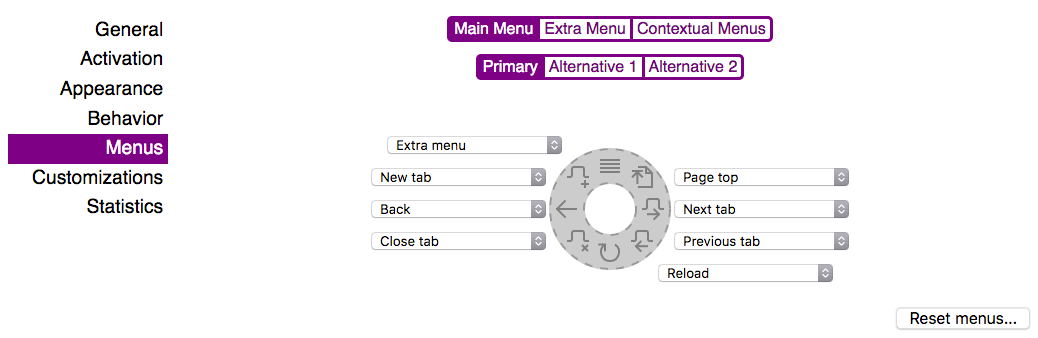 General
Activation
Appearance
Behavior
Menus
Customizations
Statistics
Main Menu Extra Menu Contextual Menus
Primary Alternative 1 Alternative 2
Extra menu
New tab Page top
Back Next tab
Close tab Previous tab
Reload
Reset menus...